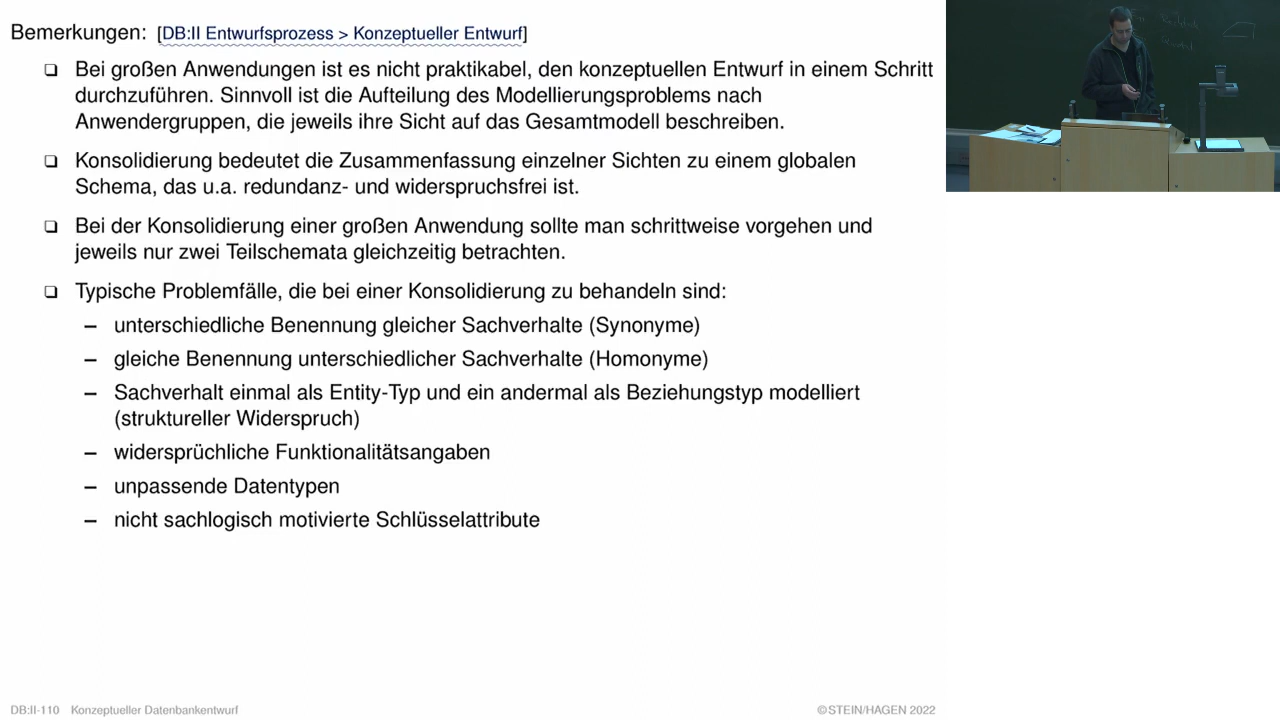 Bemerkungen: [DB:II Entwurfsprozess > Konzeptueller Entwurf]
❑ Bei großen Anwendungen ist es nicht praktikabel, den konzeptuellen Entwurf in einem Schritt
durchzuführen. Sinnvoll ist die Aufteilung des Modellierungsproblems nach
Anwendergruppen, die jeweils ihre Sicht auf das Gesamtmodell beschreiben.
❑ Konsolidierung bedeutet die Zusammenfassung einzelner Sichten zu einem globalen
Schema, das u.a. redundanz- und widerspruchsfrei ist.
❑ Bei der Konsolidierung einer großen Anwendung sollte man schrittweise vorgehen und
jeweils nur zwei Teilschemata gleichzeitig betrachten.
❑ Typische Problemfälle, die bei einer Konsolidierung zu behandeln sind:
– unterschiedliche Benennung gleicher Sachverhalte (Synonyme)
– gleiche Benennung unterschiedlicher Sachverhalte (Homonyme)
– Sachverhalt einmal als Entity-Typ und ein andermal als Beziehungstyp modelliert
(struktureller Widerspruch)
– widersprüchliche Funktionalitätsangaben
– unpassende Datentypen
– nicht sachlogisch motivierte Schlüsselattribute
DB:II-110 Konzeptueller Datenbankentwurf
©STEIN/HAGEN 2022